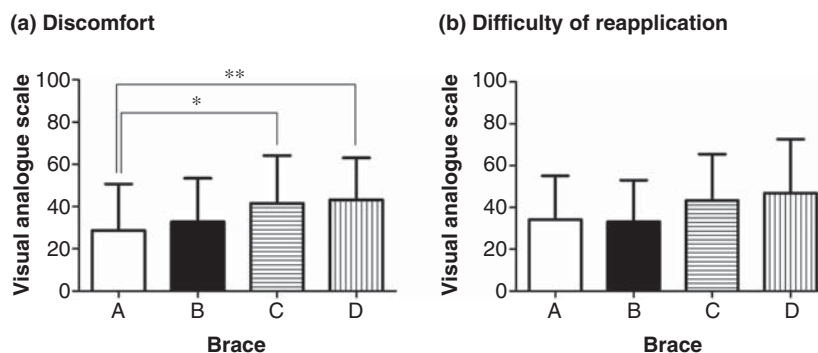 (a) Discomfort
Visual analogue scale
100
80
60
40
20
0
**
*
A B C D
Brace
(b) Difficulty of reapplication
Visual analogue scale
100
80
60
40
20
0
A B C D
Brace